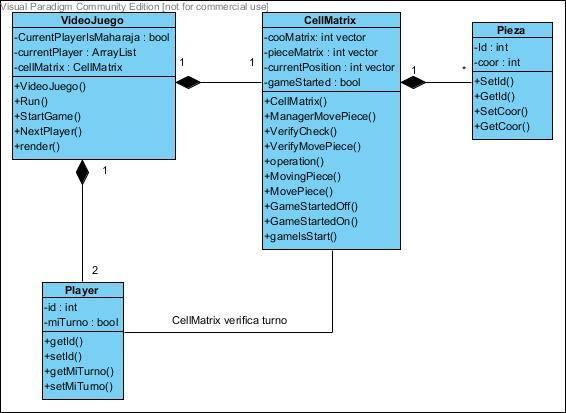 Visual Paradigm Community Edition [not for commercial use]
VideoJuego
-CurrentPlayerIsMaharaja : bool
-currentPlayer : ArrayList
-cellMatrix : CellMatrix
+VideoJuego()
+Run()
+StartGame()
+NextPlayer()
+render()
1
1
CellMatrix
-cooMatrix: int vector
-pieceMatrix : int vector
-currentPosition : int vector
-gameStarted : bool
+CellMatrix()
+ManagerMovePiece()
+VerifyCheck()
+VerifyMovePiece()
+operation()
+MovingPiece()
+MovePiece()
+GameStartedOff()
+GameStartedOn()
+gameIsStart()
1
*
Pieza
-Id : int
-coor : int
+SetId()
+GetId()
+SetCoor()
+GetCoor()
1
2
Player
-id : int
-miTurno : bool
+getId()
+setId()
+getMiTurno()
+setMiTurno()
CellMatrix verifica turno